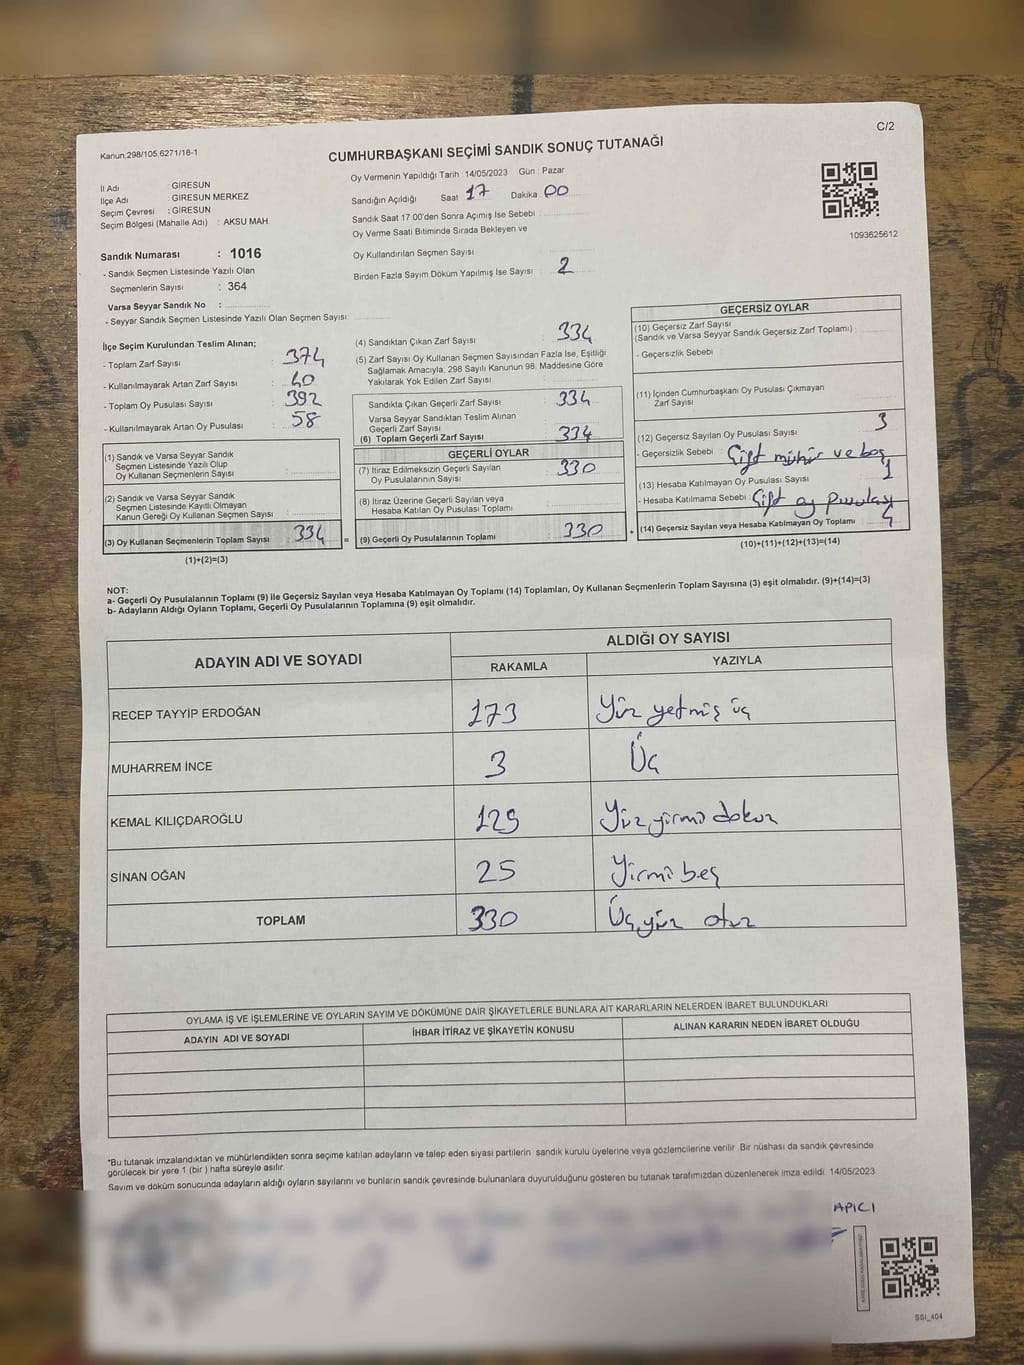 C/2
Kanun:298/105;6271/18-1
CUMHURBAŞKANI SEÇİMİ SANDIK SONUÇ TUTANAĞI
İl Adı : GİRESUN
İlçe Adı : GİRESUN MERKEZ
Seçim Çevresi : GİRESUN
Seçim Bölgesi (Mahalle Adı) : AKSU MAH.
Oy Vermenin Yapıldığı Tarih : 14/05/2023 Gün : Pazar
Sandığın Açıldığı Saat 17 Dakika : 00
Sandık Saat 17 00'den Sonra Açımış İse Sebebi :
Oy Verme Saati Bitiminde Sırada Bekleyen ve
Oy Kullandırılan Seçmen Sayısı
Birden Fazla Sayım Döküm Yapılmış İse Sayısı 2
1093625612
Sandık Numarası : 1016
- Sandık Seçmen Listesinde Yazılı Olan
Seçmenlerin Sayısı : 364
Varsa Seyyar Sandık No :
- Seyyar Sandık Seçmen Listesinde Yazılı Olan Seçmen Sayısı:
İlçe Seçim Kurulundan Teslim Alınan;
- Toplam Zarf Sayısı : 374
- Kullanılmayarak Artan Zarf Sayısı : 40
- Toplam Oy Pusulası Sayısı : 392
- Kullanılmayarak Artan Oy Pusulası : 58
(1) Sandık ve Varsa Seyyar Sandık
Seçmen Listesinde Yazılı Olup
Oy Kullanan Seçmenlerin Sayısı :
(2) Sandık ve Varsa Seyyar Sandık
Seçmen Listesinde Kayıtlı Olmayan
Kanun Gereği Oy Kullanan Seçmen Sayısı :
(3) Oy Kullanan Seçmenlerin Toplam Sayısı : 334 =
(1)+(2)=(3)
(4) Sandıktan Çıkan Zarf Sayısı : 334
(5) Zarf Sayısı Oy Kullanan Seçmen Sayısından Fazla İse, Eşitliği
Sağlamak Amacıyla; 298 Sayılı Kanunun 98. Maddesine Göre
Yakılarak Yok Edilen Zarf Sayısı :
Sandıkta Çıkan Geçerli Zarf Sayısı : 334
Varsa Seyyar Sandıktan Teslim Alınan
Geçerli Zarf Sayısı :
(6) Toplam Geçerli Zarf Sayısı 334
GEÇERLİ OYLAR
(7) İtiraz Edilmeksizin Geçerli Sayılan
Oy Pusulalarının Sayısı : 330
(8) İtiraz Üzerine Geçerli Sayılan veya
Hesaba Katılan Oy Pusulası Toplamı :
(9) Geçerli Oy Pusulalarının Toplamı : 330 +
GEÇERSİZ OYLAR
(10) Geçersiz Zarf Sayısı
(Sandık ve Varsa Seyyar Sandık Geçersiz Zarf Toplamı) :
- Geçersizlik Sebebi :
(11) İçinden Cumhurbaşkanı Oy Pusulası Çıkmayan
Zarf Sayısı :
(12) Geçersiz Sayılan Oy Pusulası Sayısı : 3
- Geçersizlik Sebebi : Çift mühür ve boş
(13) Hesaba Katılmayan Oy Pusulası Sayısı : 1
- Hesaba Katılmama Sebebi : Çift oy pusulası
(14) Geçersiz Sayılan veya Hesaba Katılmayan Oy Toplamı : 4
(10)+(11)+(12)+(13)=(14)
NOT:
a- Geçerli Oy Pusulalarının Toplamı (9) ile Geçersiz Sayılan veya Hesaba Katılmayan Oy Toplamı (14) Toplamları, Oy Kullanan Seçmenlerin Toplam Sayısına (3) eşit olmalıdır. (9)+(14)=(3)
b- Adayların Aldığı Oyların Toplamı, Geçerli Oy Pusulalarının Toplamına (9) eşit olmalıdır.
ADAYIN ADI VE SOYADI ALDIĞI OY SAYISI
RAKAMLA YAZIYLA
RECEP TAYYİP ERDOĞAN 173 Yüz yetmiş üç
MUHARREM İNCE 3 Üç
KEMAL KILIÇDAROĞLU 129 Yüz yirmi dokuz
SİNAN OĞAN 25 Yirmi beş
TOPLAM 330 Üç yüz otuz
OYLAMA İŞ VE İŞLEMLERİNE VE OYLARIN SAYIM VE DÖKÜMÜNE DAİR ŞİKAYETLERLE BUNLARA AİT KARARLARIN NELERDEN İBARET BULUNDUKLARI
ADAYIN ADI VE SOYADI İHBAR İTİRAZ VE ŞİKAYETİN KONUSU ALINAN KARARIN NEDEN İBARET OLDUĞU
*Bu tutanak imzalandıktan ve mühürlendikten sonra seçime katılan adayların ve talep eden siyasi partilerin sandık kurulu üyelerine veya gözlemcilerine verilir Bir nüshası da sandık çevresinde
görülecek bir yere 1 (bir ) hafta süreyle asılır.
Sayım ve döküm sonucunda adayların aldığı oyların sayılarını ve bunların sandık çevresinde bulunanlara duyurulduğunu gösteren bu tutanak tarafımızdan düzenlenerek imza edildi. 14/05/2023
APICI
SSI_404